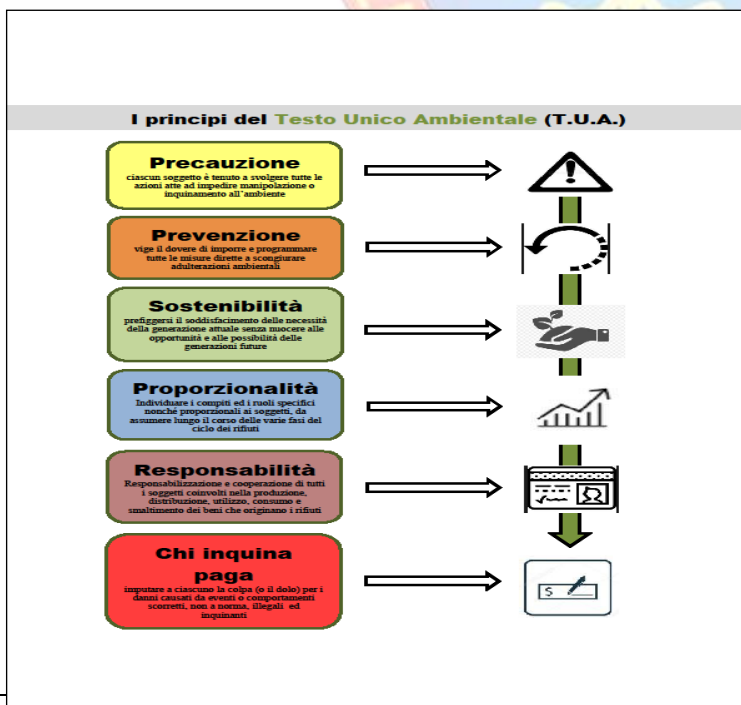 I principi del Testo Unico Ambientale (T.U.A.)
Precauzione
ciascun soggetto è tenuto a svolgere tutte le
azioni atte ad impedire manipolazione o
inquinamento all'ambiente
Prevenzione
vige il dovere di imporre e programmare
tutte le misure dirette a scongiurare
adulterazioni ambientali
Sostenibilità
prefiggersi il soddisfacimento delle necessità
della generazione attuale senza nuocere alle
opportunità e alle possibilità delle
generazioni future
Proporzionalità
Individuare i compiti ed i ruoli specifici
nonché proporzionali ai soggetti, da
assumere lungo il corso delle varie fasi del
ciclo dei rifiuti
Responsabilità
Responsabilizzazione e cooperazione di tutti
i soggetti coinvolti nella produzione,
distribuzione, utilizzo, consumo e
smaltimento dei beni che originano i rifiuti
Chi inquina
paga
imputare a ciascuno la colpa (o il dolo) per i
danni causati da eventi o comportamenti
scorretti, non a norma, illegali ed
inquinanti
$